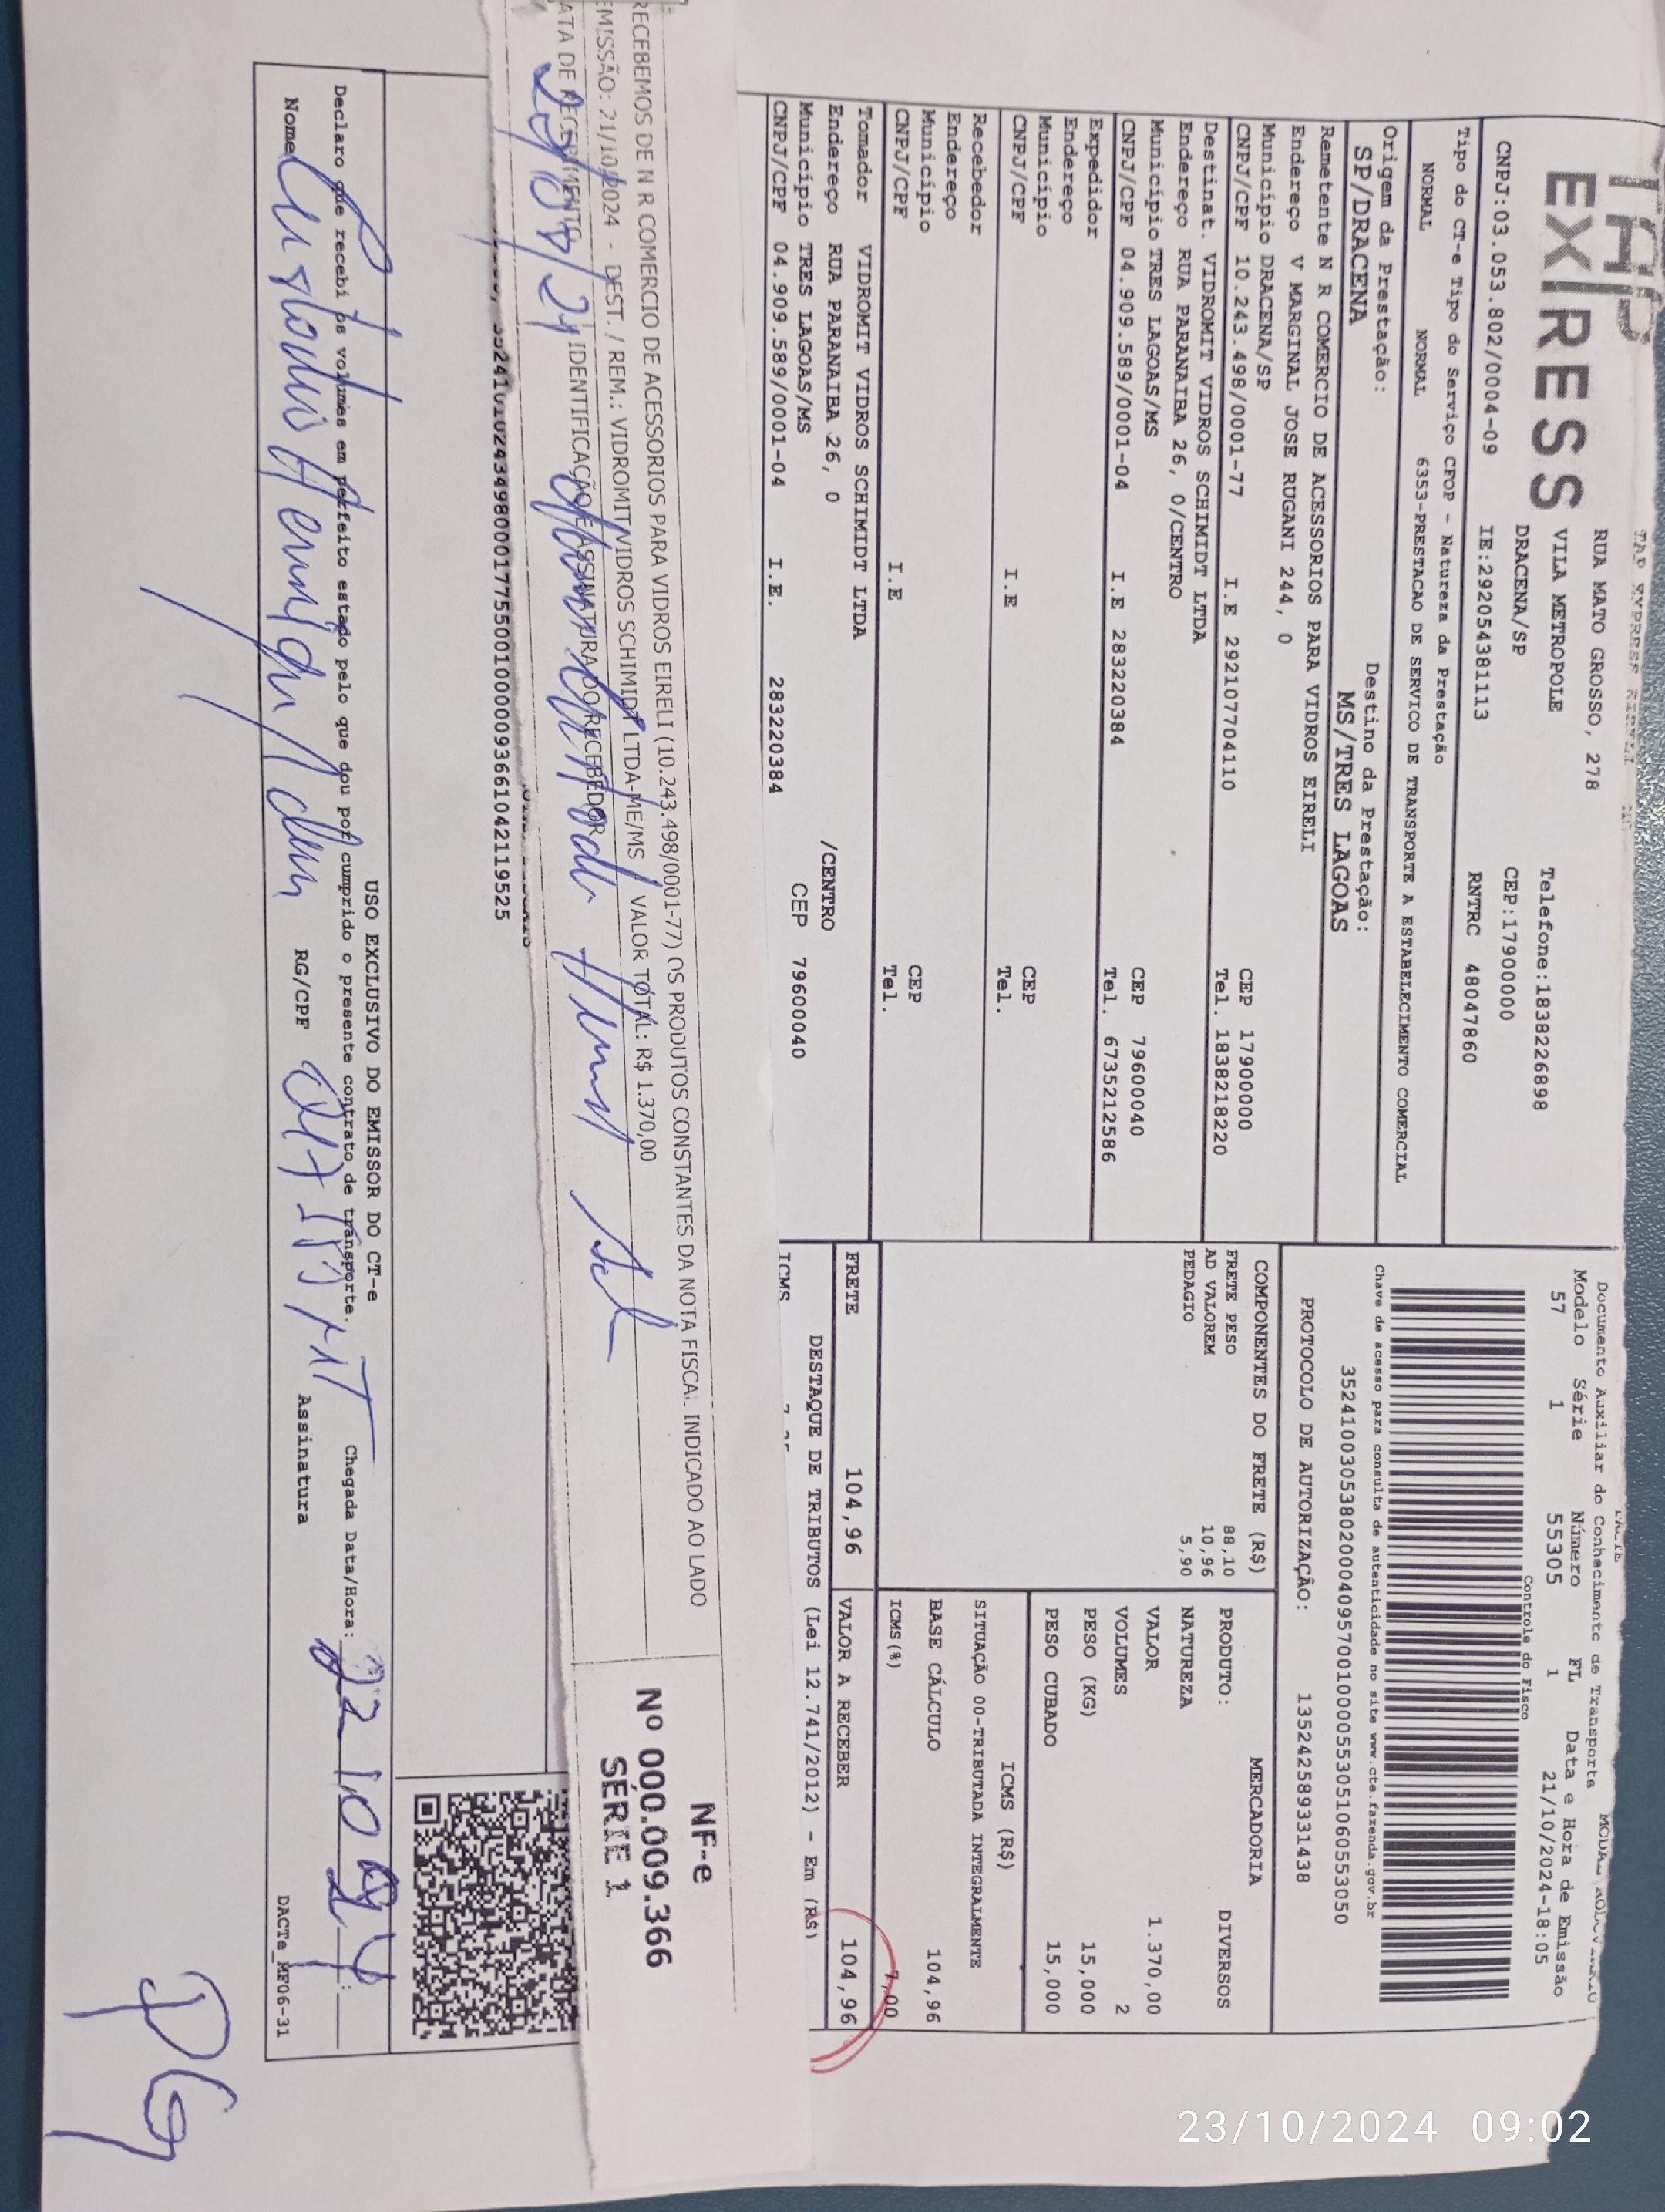 TAP EXPRESS EIRELI
TAP
EXPRESS
RUA MATO GROSSO, 278
VILA METROPOLE
DRACENA/SP
Telefone:1838226898
CEP:17900000
CNPJ:03.053.802/0004-09 IE:292054381113 RNTRC 48047860
Tipo do CT-e Tipo do Serviço CFOP - Natureza da Prestação
NORMAL NORMAL 6353-PRESTACAO DE SERVICO DE TRANSPORTE A ESTABELECIMENTO COMERCIAL
Origem da Prestação: Destino da Prestação:
SP/DRACENA MS/TRES LAGOAS
Remetente N R COMERCIO DE ACESSORIOS PARA VIDROS EIRELI
Endereço V MARGINAL JOSE RUGANI 244, 0
Município DRACENA/SP CEP 17900000
CNPJ/CPF 10.243.498/0001-77 I.E 292107704110 Tel. 1838218220
Destinat. VIDROMIT VIDROS SCHIMIDT LTDA
Endereço RUA PARANAIBA 26, 0/CENTRO
Município TRES LAGOAS/MS CEP 79600040
CNPJ/CPF 04.909.589/0001-04 I.E 283220384 Tel. 6735212586
Expedidor
Endereço
Município CEP
CNPJ/CPF I.E Tel.
Recebedor
Endereço
Município CEP
CNPJ/CPF I.E Tel.
Tomador VIDROMIT VIDROS SCHIMIDT LTDA
Endereço RUA PARANAIBA 26, 0 /CENTRO
Município TRES LAGOAS/MS CEP 79600040
CNPJ/CPF 04.909.589/0001-04 I.E. 283220384
Documento Auxiliar do Conhecimento de Transporte
Modelo Série Número FL Data e Hora de Emissão
57 1 55305 1 21/10/2024-18:05
Controle do Fisco
Chave de acesso para consulta de autenticidade no site www.cte.fazenda.gov.br
35241003053802000409570010000553051060553050
PROTOCOLO DE AUTORIZAÇÃO: 135242589331438
COMPONENTES DO FRETE (R$)
FRETE PESO 88,10
AD VALOREM 10,96
PEDAGIO 5,90
MERCADORIA
PRODUTO: DIVERSOS
NATUREZA
VALOR 1.370,00
VOLUMES 2
PESO (KG) 15,000
PESO CUBADO 15,000
ICMS (R$)
SITUAÇÃO 00-TRIBUTADA INTEGRALMENTE
BASE CÁLCULO 104,96
ICMS(%) 7,00
FRETE 104,96 VALOR A RECEBER 104,96
DESTAQUE DE TRIBUTOS (Lei 12.741/2012) - Em (R$)
ICMS
RECEBEMOS DE N R COMERCIO DE ACESSORIOS PARA VIDROS EIRELI (10.243.498/0001-77) OS PRODUTOS CONSTANTES DA NOTA FISCAL INDICADO AO LADO
EMISSÃO: 21/10/2024 - DEST. / REM.: VIDROMIT VIDROS SCHIMIDT LTDA-ME/MS VALOR TOTAL: R$ 1.370,00
DATA DE RECEBIMENTO IDENTIFICAÇÃO E ASSINATURA DO RECEBEDOR
NF-e
Nº 000.009.366
SÉRIE 1
USO EXCLUSIVO DO EMISSOR DO CT-e
Declaro que recebi os volumes em perfeito estado pelo que dou por cumprido o presente contrato de transporte. Chegada Data/Hora: 22 10
Nome RG/CPF Assinatura
DACTe_MF06-31
PG
23/10/2024 09:02